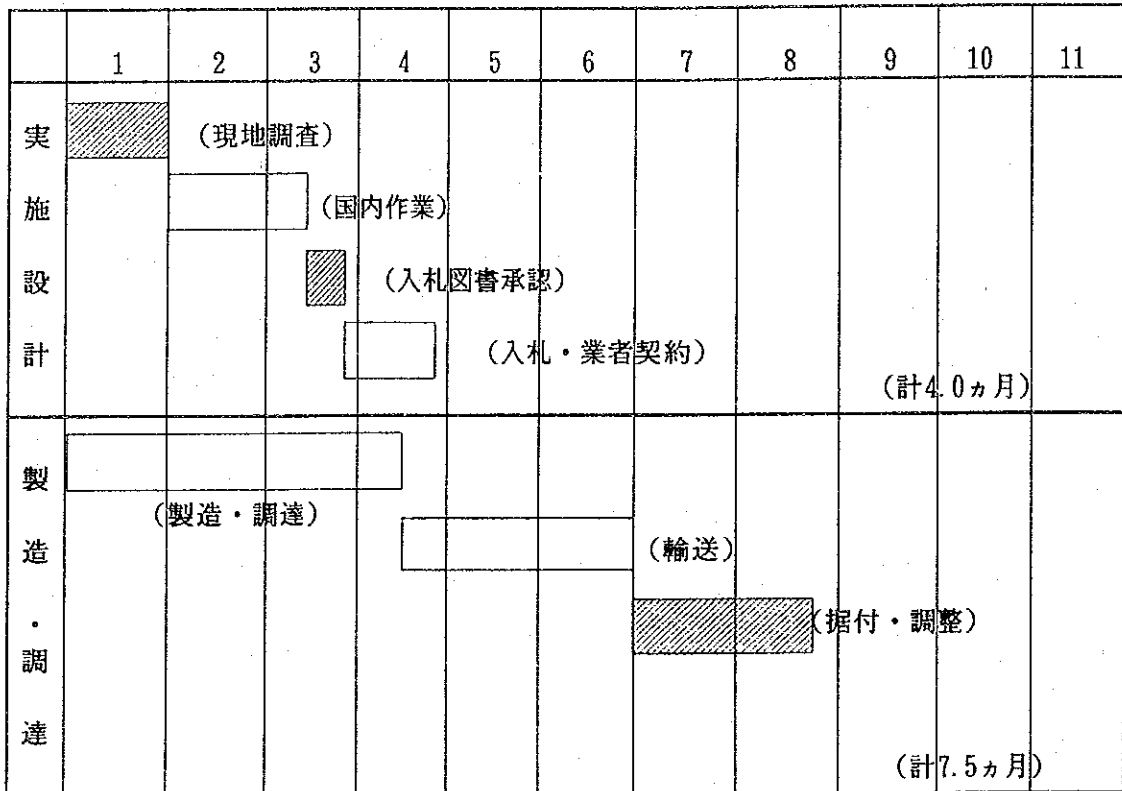 1 2 3 4 5 6 7 8 9 10 11
実施設計
(現地調査)
(国内作業)
(入札図書承認)
(入札・業者契約)
(計4.0ヵ月)
製造・調達
(製造・調達)
(輸送)
(据付・調整)
(計7.5ヵ月)